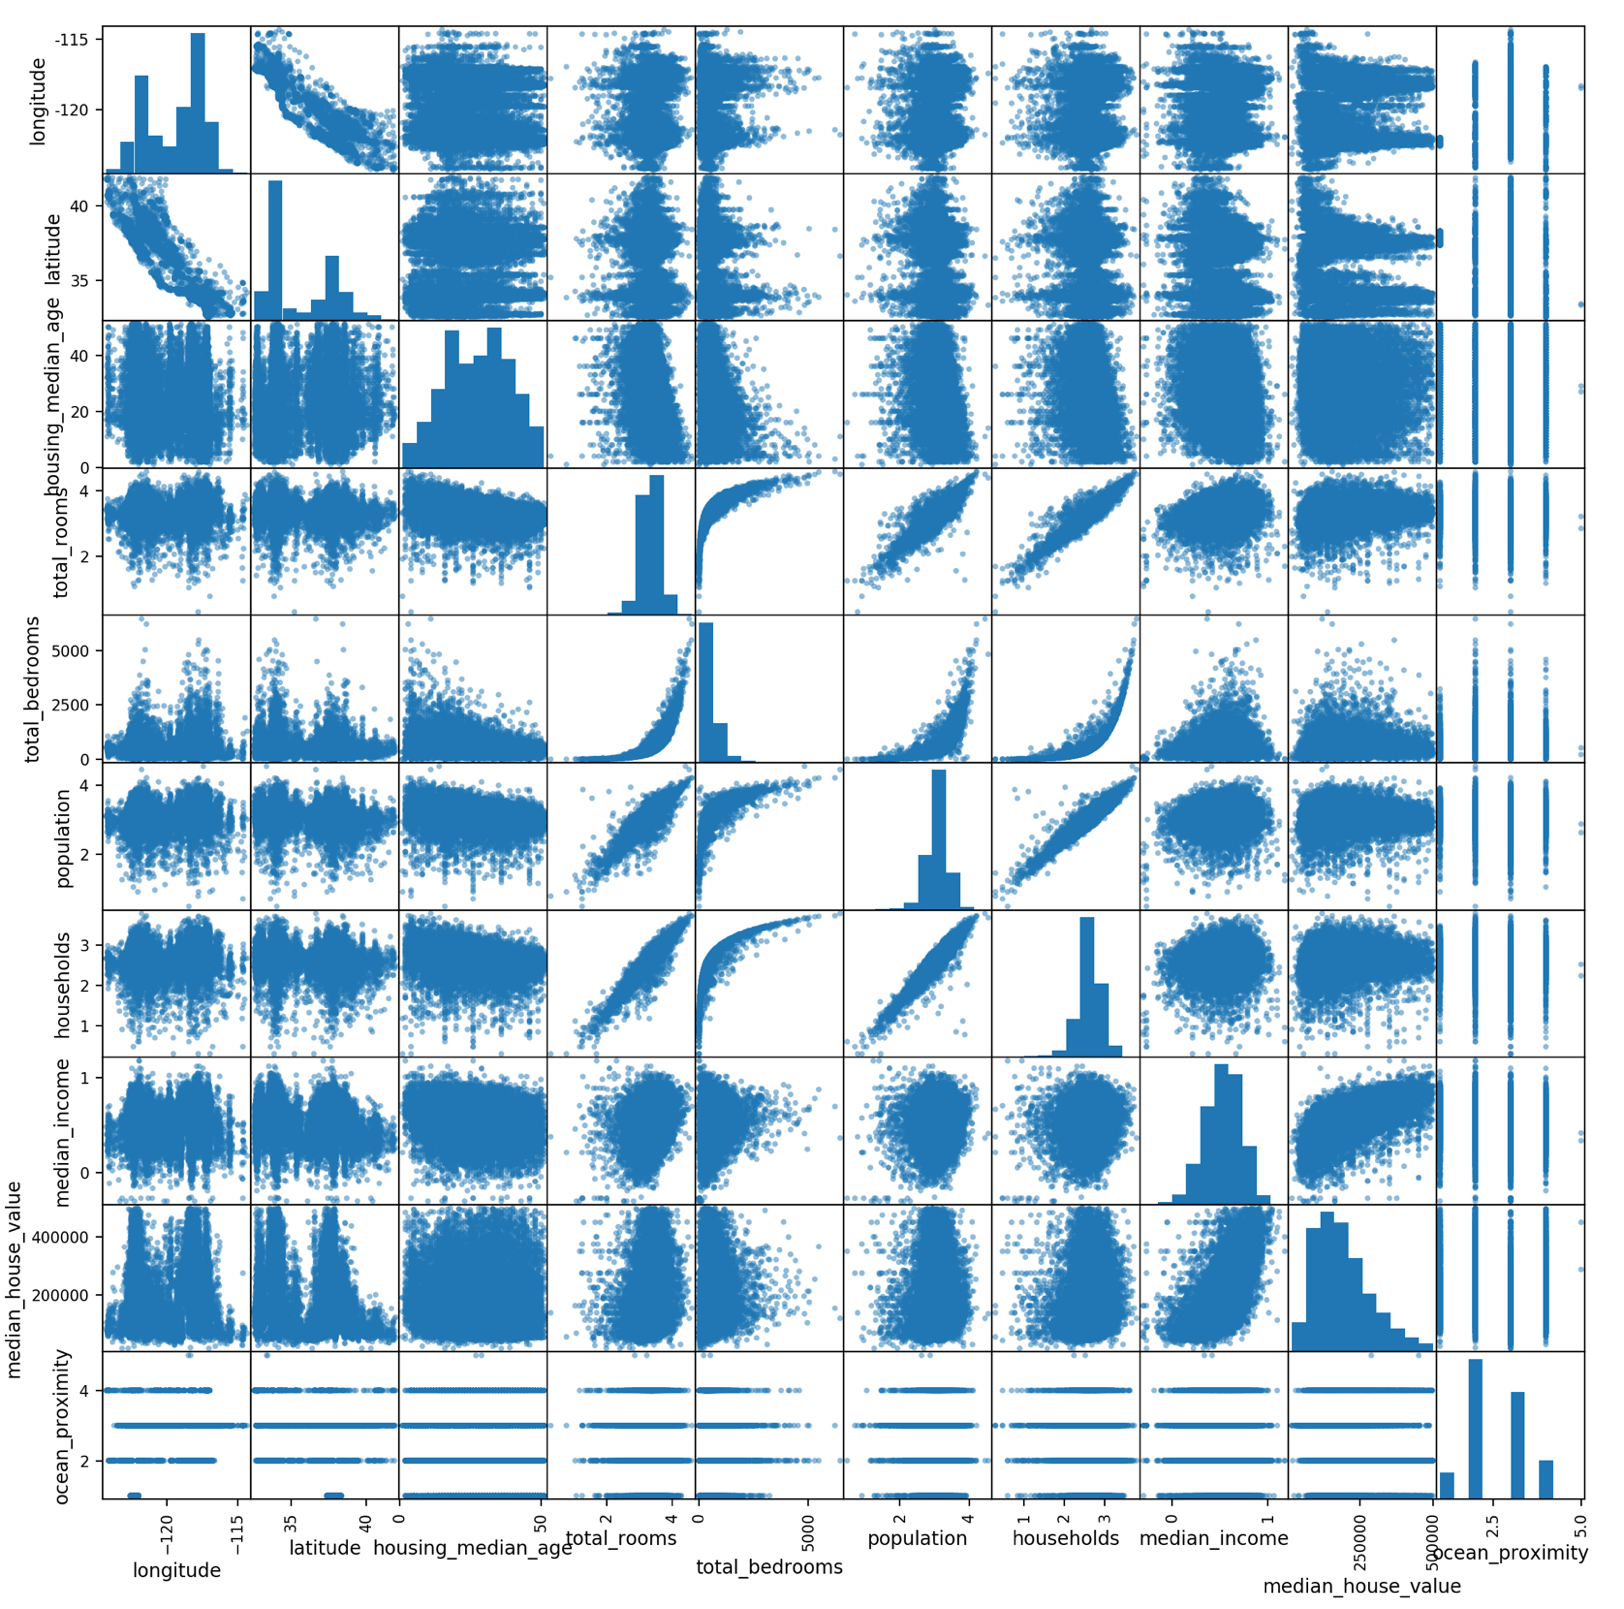 longitude
-115
-120
latitude
40
35
housing_median_age
40
20
0
total_rooms
4
2
total_bedrooms
5000
2500
0
population
4
2
households
3
2
1
median_income
1
0
median_house_value
400000
200000
ocean_proximity
4
2
−120
−115
35
40
0
50
2
4
0
5000
2
4
1
2
3
0
1
250000
500000
2.5
5.0
longitude
latitude
housing_median_age
total_rooms
total_bedrooms
population
households
median_income
median_house_value
ocean_proximity